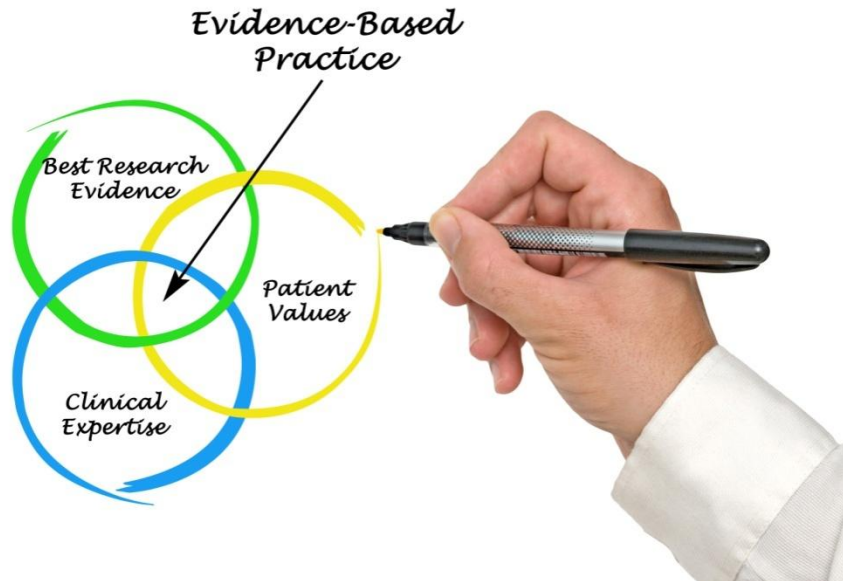 Evidence-Based
Practice
Best Research
Evidence
Patient
Values
Clinical
Expertise